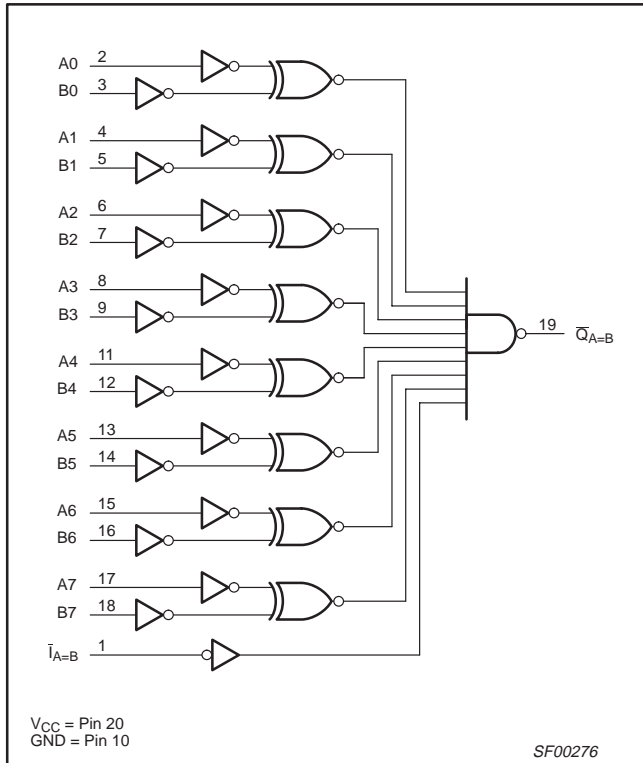 A0 2
B0 3
A1 4
B1 5
A2 6
B2 7
A3 8
B3 9
A4 11
B4 12
A5 13
B5 14
A6 15
B6 16
A7 17
B7 18
I̅A=B 1
19 Q̅A=B
VCC = Pin 20
GND = Pin 10
SF00276